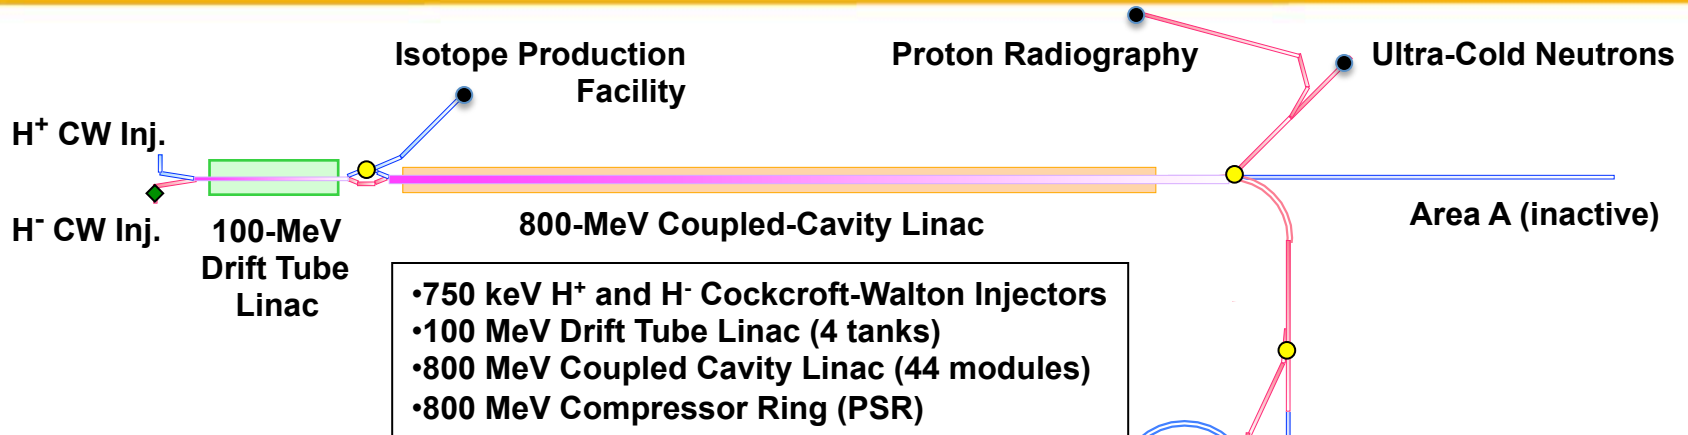 Isotope Production
Facility
Proton Radiography
Ultra-Cold Neutrons
H⁺ CW Inj.
H⁻ CW Inj.
100-MeV
Drift Tube
Linac
800-MeV Coupled-Cavity Linac
Area A (inactive)
•750 keV H⁺ and H⁻ Cockcroft-Walton Injectors
•100 MeV Drift Tube Linac (4 tanks)
•800 MeV Coupled Cavity Linac (44 modules)
•800 MeV Compressor Ring (PSR)